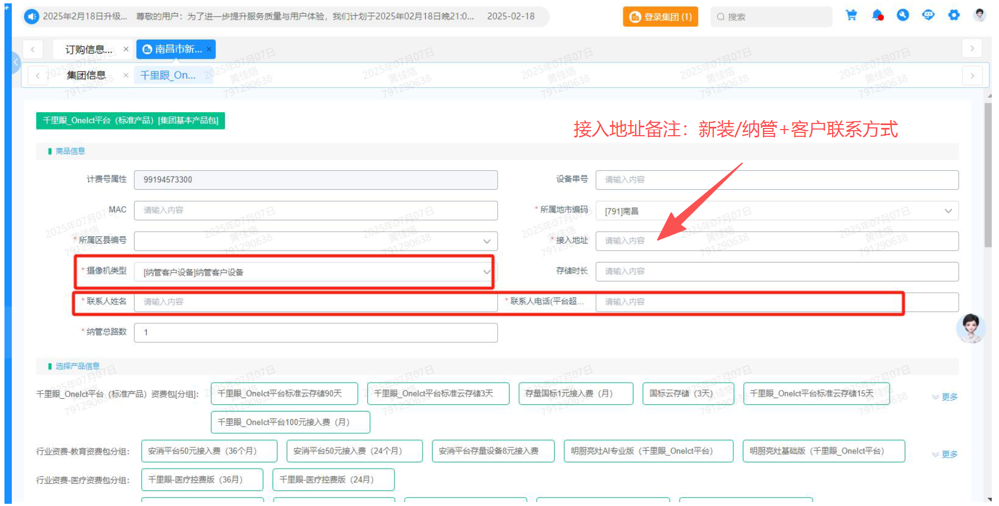 2025年2月18日升级... 尊敬的用户：为了进一步提升服务质量与用户体验，我们计划于2025年02月18日晚21:0... 2025-02-18 登录集团 (1) 搜索
订购信息... × 南昌市新... ×
集团信息 × 千里眼_On...
千里眼_OneIct平台（标准产品）[集团基本产品包]
接入地址备注：新装/纳管+客户联系方式
商品信息
计费号属性 99194573300 设备串号 请输入内容
MAC 请输入内容 * 所属地市编码 [791]南昌
* 所属区县编号 * 接入地址 请输入内容
* 摄像机类型 [纳管客户设备]纳管客户设备 存储时长 请输入内容
* 联系人姓名 请输入内容 * 联系人电话(平台超... 请输入内容
* 纳管总路数 1
选择产品信息
千里眼_OneIct平台（标准产品）资费包[分组]: 千里眼_OneIct平台标准云存储90天 千里眼_OneIct平台标准云存储3天 存量国标1元接入费（月） 国标云存储（3天） 千里眼_OneIct平台标准云存储15天 更多
千里眼_OneIct平台100元接入费（月）
行业资费-教育资费包分组: 安消平台50元接入费（36个月） 安消平台50元接入费（24个月） 安消平台存量设备8元接入费 明厨亮灶AI专业版（千里眼_OneIct平台） 明厨亮灶基础版（千里眼_OneIct平台） 更多
行业资费-医疗资费包分组: 千里眼-医疗控费版（36月） 千里眼-医疗控费版（24月）
2025年07月07日
黄佳烙
791290638